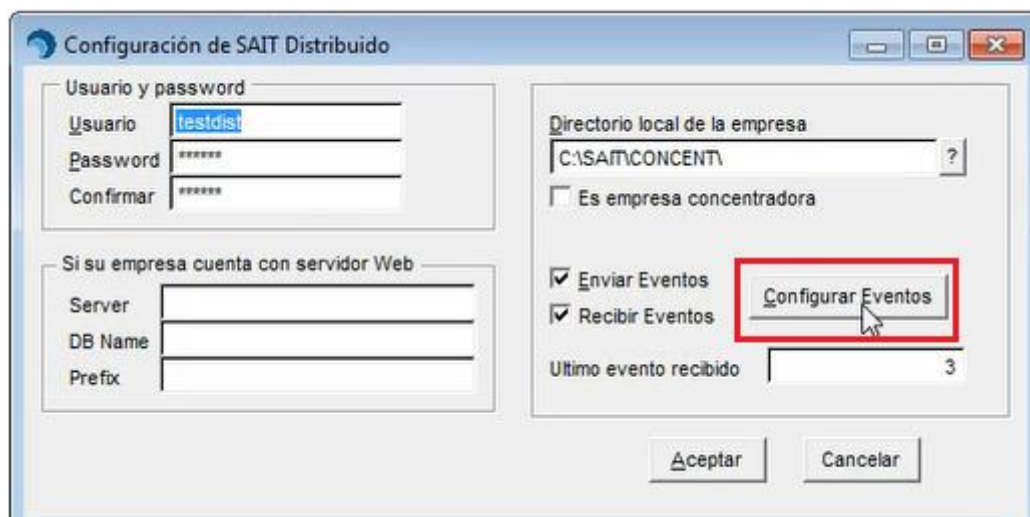 Configuración de SAIT Distribuido
Usuario y password
Usuario testdist
Password ******
Confirmar ******
Si su empresa cuenta con servidor Web
Server
DB Name
Prefix
Directorio local de la empresa
C:\SAIT\CONCENT\ ?
Es empresa concentradora
Enviar Eventos
Recibir Eventos
Configurar Eventos
Ultimo evento recibido 3
Aceptar Cancelar